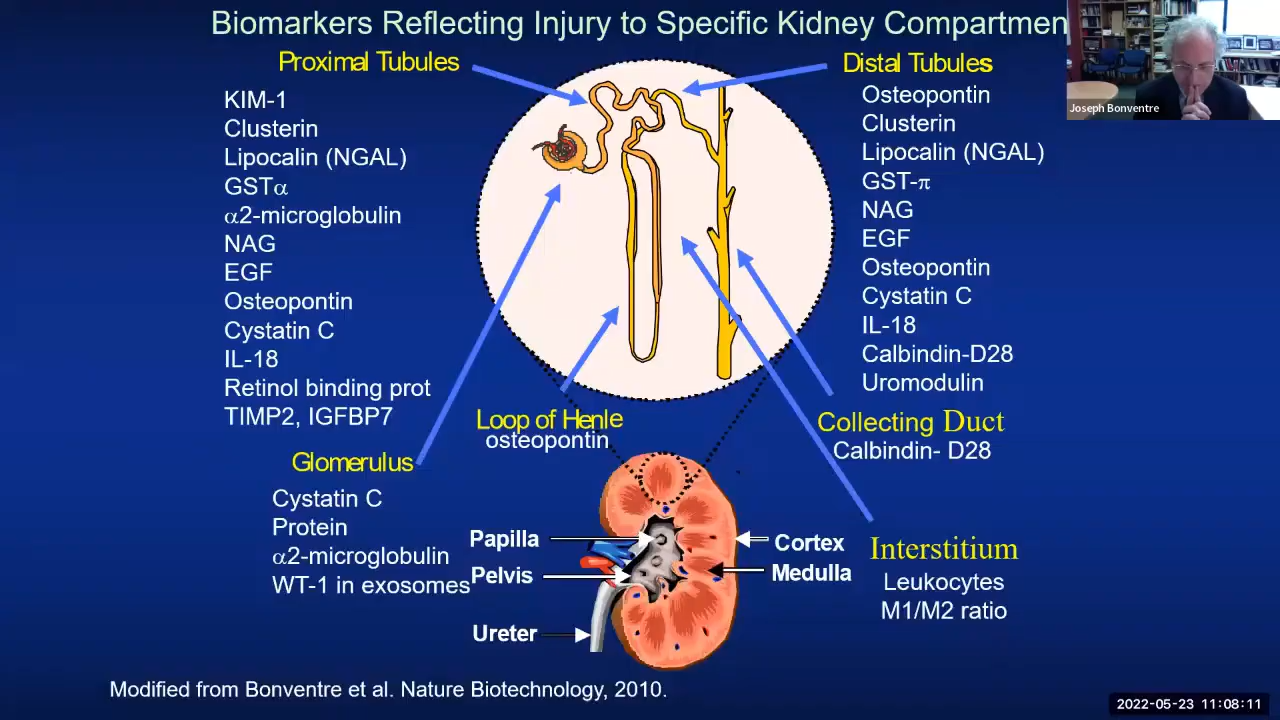 Biomarkers Reflecting Injury to Specific Kidney Compartmen
Joseph Bonventre
Proximal Tubules
KIM-1
Clusterin
Lipocalin (NGAL)
GSTα
α2-microglobulin
NAG
EGF
Osteopontin
Cystatin C
IL-18
Retinol binding prot
TIMP2, IGFBP7
Glomerulus
Cystatin C
Protein
α2-microglobulin
WT-1 in exosomes
Loop of Henle
osteopontin
Distal Tubules
Osteopontin
Clusterin
Lipocalin (NGAL)
GST-π
NAG
EGF
Osteopontin
Cystatin C
IL-18
Calbindin-D28
Uromodulin
Collecting Duct
Calbindin- D28
Interstitium
Leukocytes
M1/M2 ratio
Papilla
Pelvis
Ureter
Cortex
Medulla
Modified from Bonventre et al. Nature Biotechnology, 2010.
2022-05-23 11:08:11